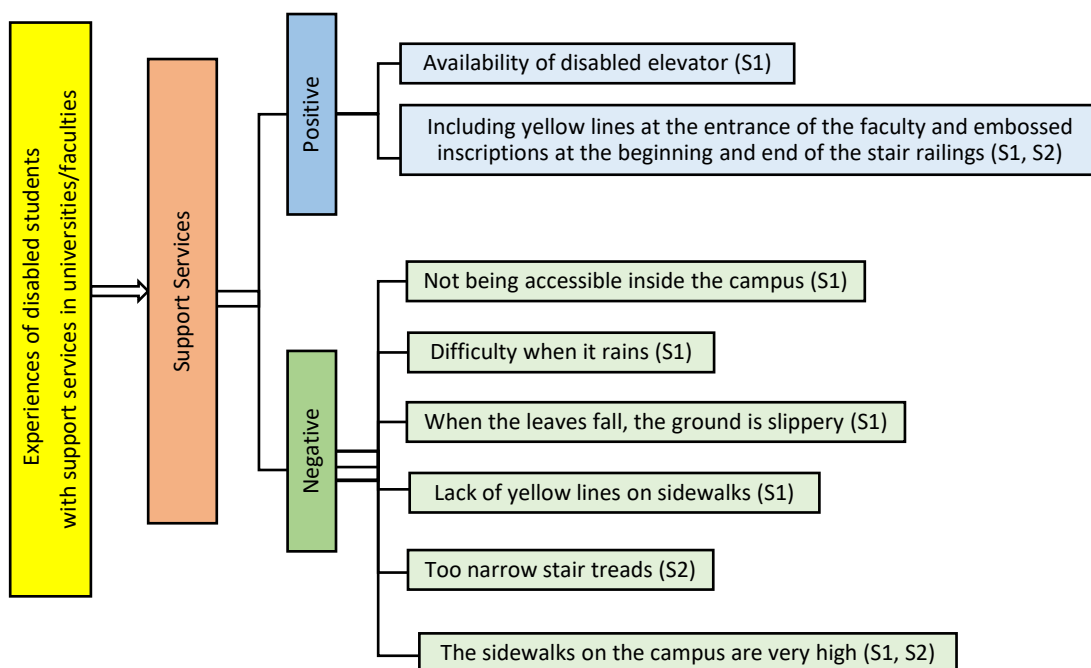 Experiences of disabled students
with support services in universities/faculties
Support Services
Positive
Availability of disabled elevator (S1)
Including yellow lines at the entrance of the faculty and embossed
inscriptions at the beginning and end of the stair railings (S1, S2)
Negative
Not being accessible inside the campus (S1)
Difficulty when it rains (S1)
When the leaves fall, the ground is slippery (S1)
Lack of yellow lines on sidewalks (S1)
Too narrow stair treads (S2)
The sidewalks on the campus are very high (S1, S2)